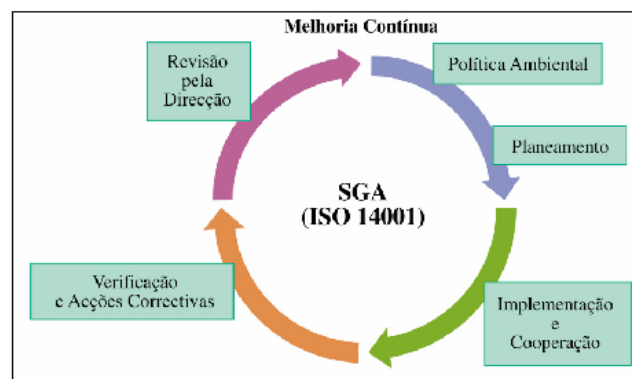 Melhoria Contínua
Revisão
pela
Direcção
Política Ambiental
Planeamento
SGA
(ISO 14001)
Verificação
e Acções Correctivas
Implementação
e
Cooperação